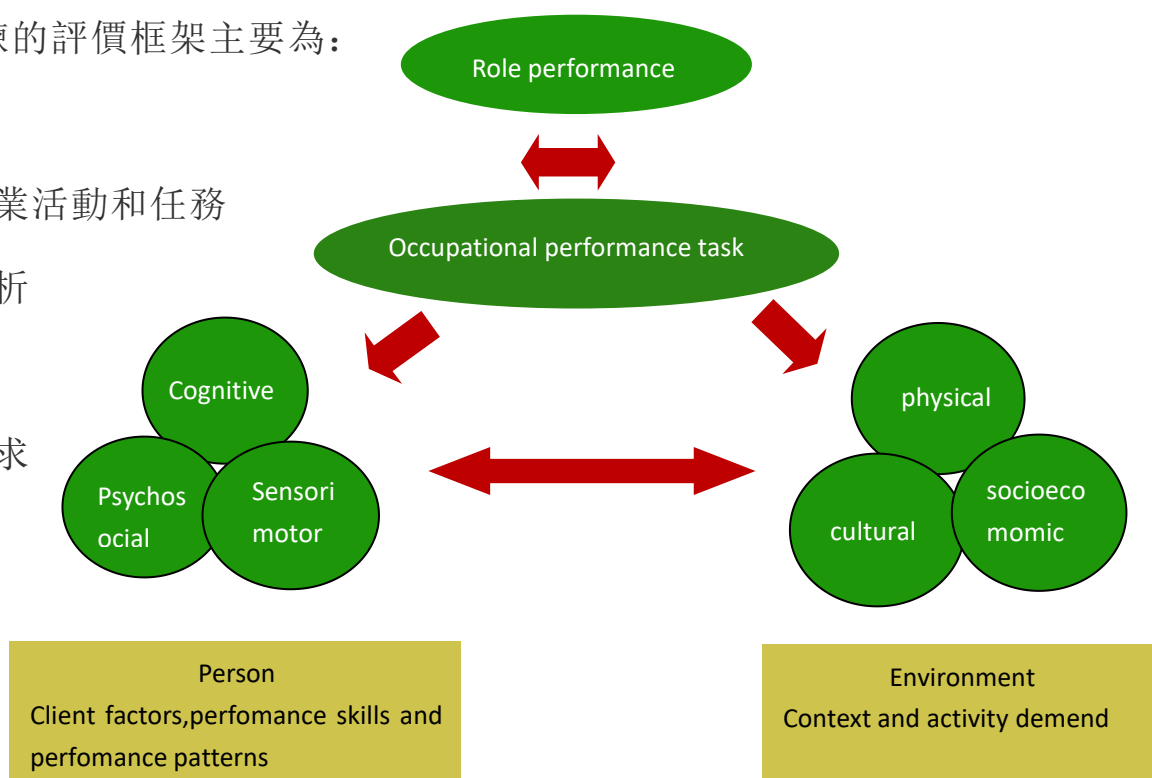 的評價框架主要為：
Role performance
業活動和任務
Occupational performance task
析
Cognitive
physical
求
Psychos
ocial
Sensori
motor
socioeco
momic
cultural
Person
Client factors,perfomance skills and
perfomance patterns
Environment
Context and activity demend